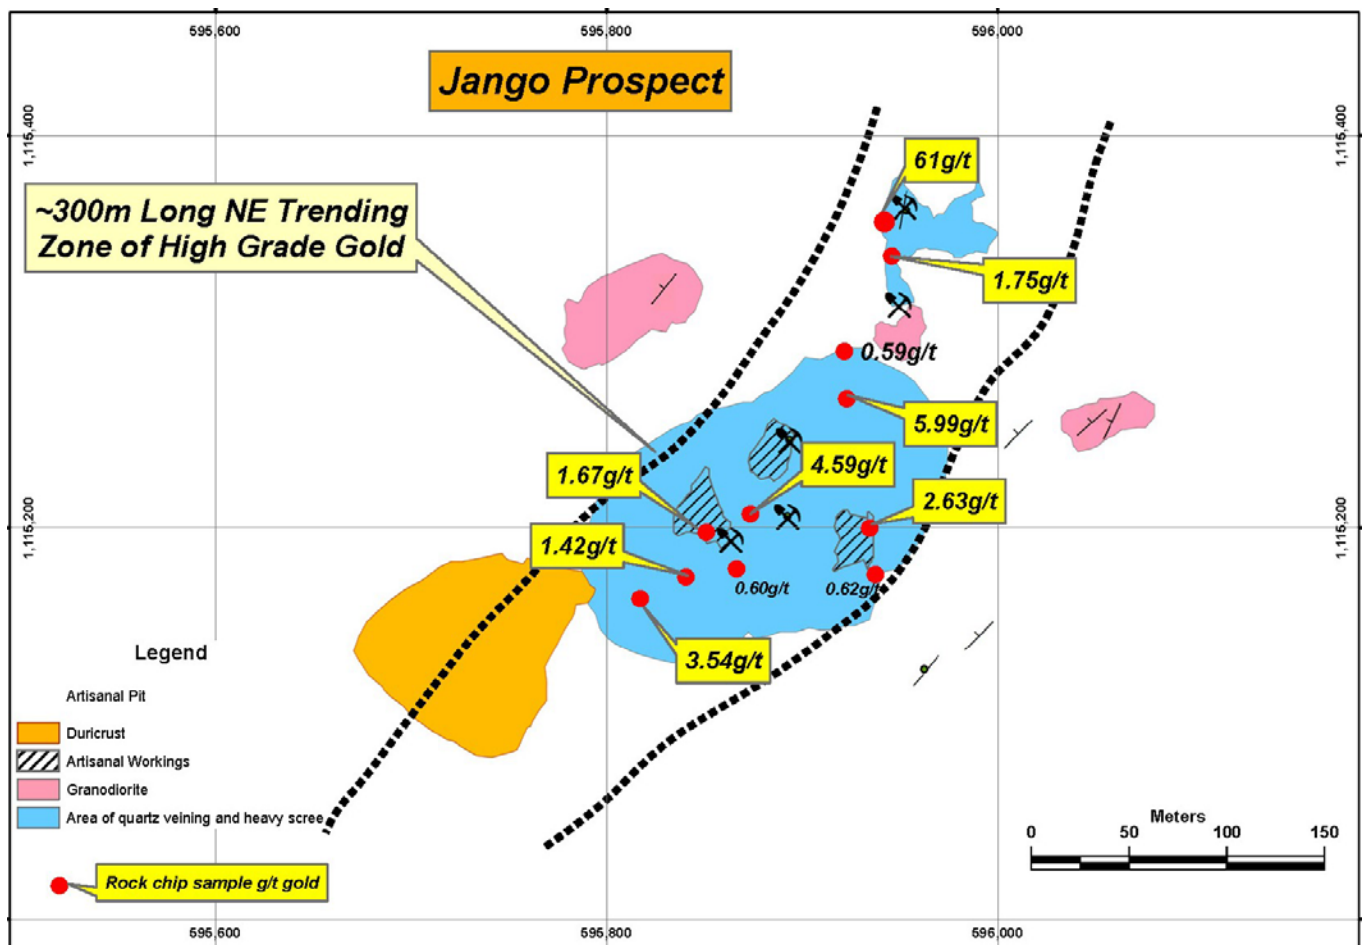 595,600
595,800
596,000
Jango Prospect
1,115,400
1,115,400
61g/t
~300m Long NE Trending
Zone of High Grade Gold
1.75g/t
0.59g/t
5.99g/t
4.59g/t
1.67g/t
2.63g/t
1,115,200
1,115,200
1.42g/t
0.60g/t
0.62g/t
3.54g/t
Legend
Artisanal Pit
Duricrust
Artisanal Workings
Granodiorite
Area of quartz veining and heavy scree
Rock chip sample g/t gold
Meters
0 50 100 150
595,600
595,800
596,000